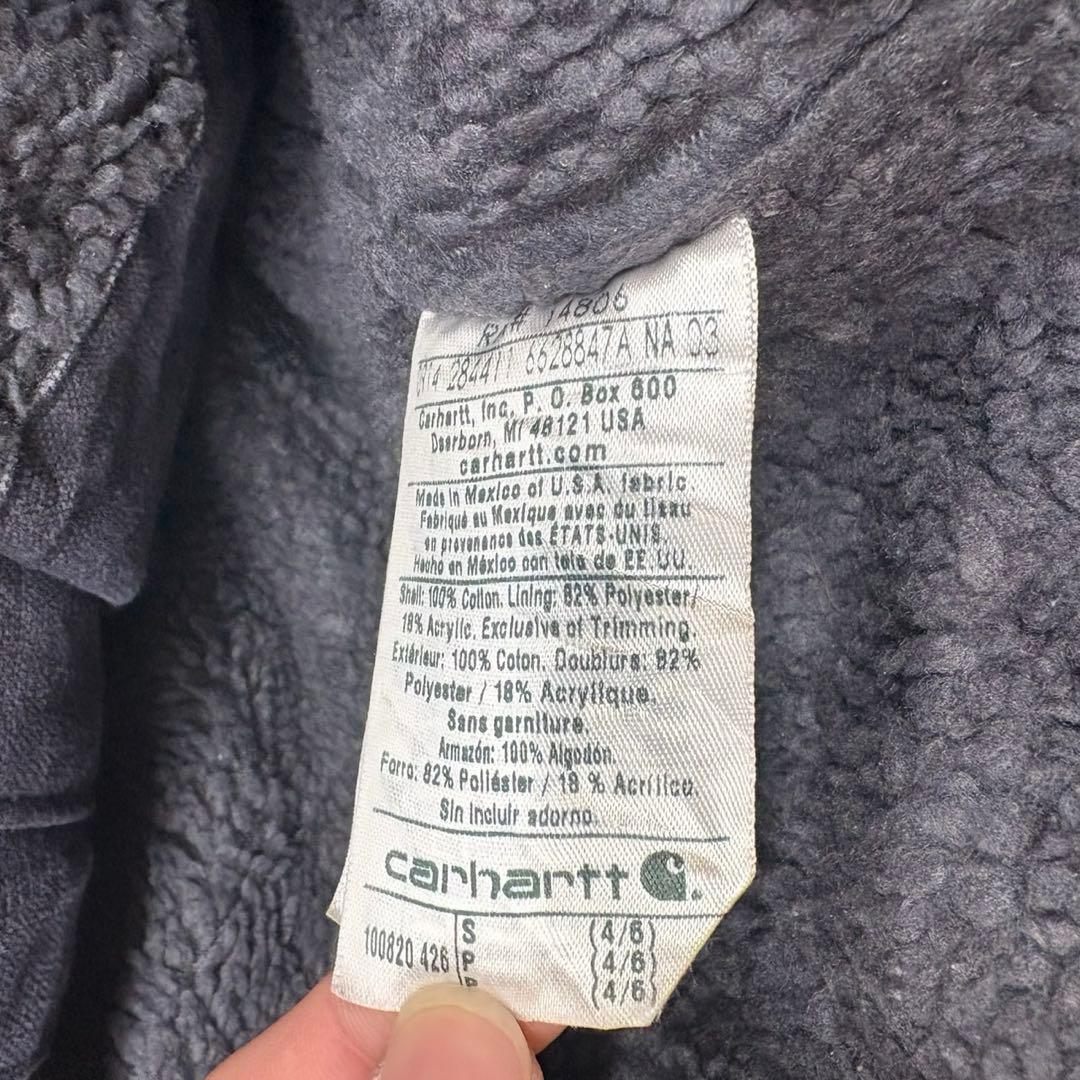 RN# 14806
284411 6628847A NA 03
Carhartt, Inc. P. O. Box 600
Dearborn, MI 48121 USA
carhartt.com
Made in Mexico of U.S.A. fabric
Fabriqué au Mexique avec du tissu
en provenance des ÉTATS-UNIS.
Hecho en México con tela de EE.UU.
Shell: 100% Cotton. Lining: 82% Polyester/
18% Acrylic. Exclusive of Trimming.
Extérieur: 100% Coton. Doublure: 82%
Polyester / 18% Acrylique.
Sans garniture.
Armazón: 100% Algodón.
Forro: 82% Poliéster / 18 % Acrílico.
Sin incluir adorno.
carhartt
100820 426
S (4/6)
P (4/6)
P (4/6)